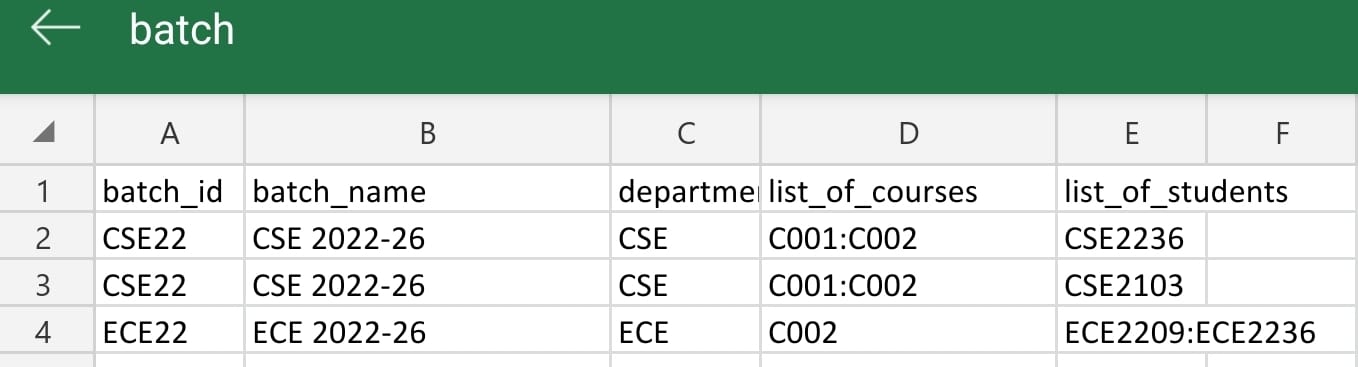 batch
A B C D E F
1 batch_id batch_name departme list_of_courses list_of_students
2 CSE22 CSE 2022-26 CSE C001:C002 CSE2236
3 CSE22 CSE 2022-26 CSE C001:C002 CSE2103
4 ECE22 ECE 2022-26 ECE C002 ECE2209:ECE2236